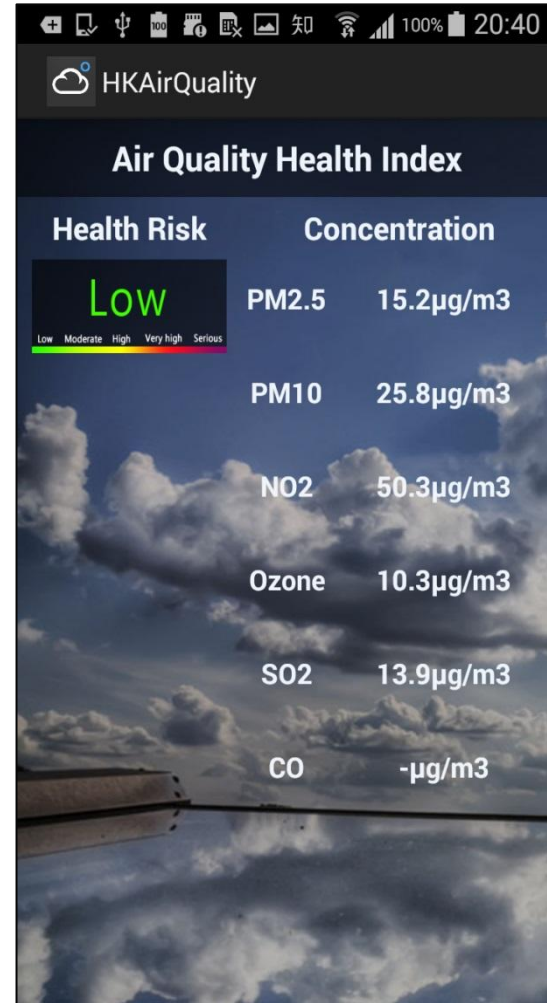 100 知 100% 20:40
HKAirQuality
Air Quality Health Index
Health Risk Concentration
Low
Low Moderate High Very high Serious
PM2.5 15.2µg/m3
PM10 25.8µg/m3
NO2 50.3µg/m3
Ozone 10.3µg/m3
SO2 13.9µg/m3
CO -µg/m3